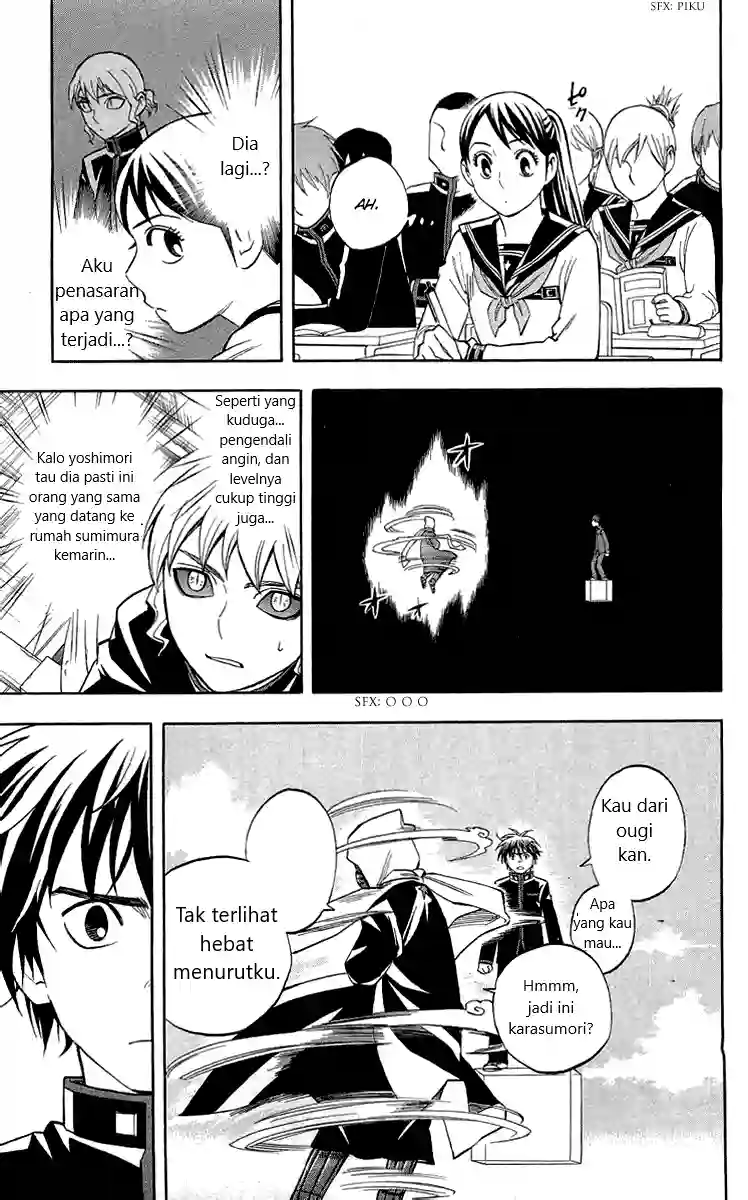 SFX: PIKU
ピク
AH.
Dia
lagi...?
Aku
penasaran
apa yang
terjadi...?
Seperti yang
kuduga...
pengendali
angin, dan
levelnya
cukup tinggi
juga...
Kalo yoshimori
tau dia pasti ini
orang yang sama
yang datang ke
rumah sumimura
kemarin...
SFX: O O O
Kau dari
ougi
kan.
Apa
yang kau
mau...
Hmmm,
jadi ini
karasumori?
Tak terlihat
hebat
menurutku.